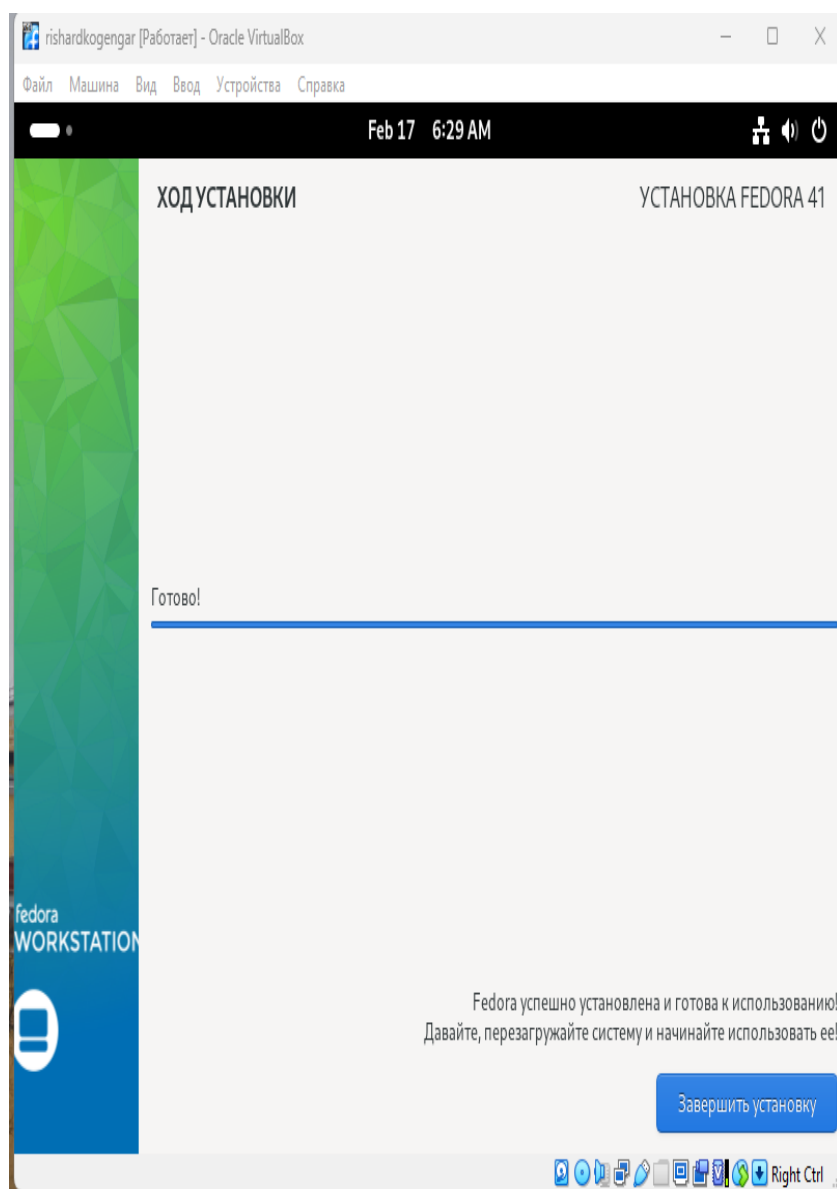 rishardkogengar [Работает] - Oracle VirtualBox
Файл Машина Вид Ввод Устройства Справка
Feb 17 6:29 AM
ХОД УСТАНОВКИ
УСТАНОВКА FEDORA 41
Готово!
fedora
WORKSTATION
Fedora успешно установлена и готова к использованию!
Давайте, перезагружайте систему и начинайте использовать ее!
Завершить установку
Right Ctrl